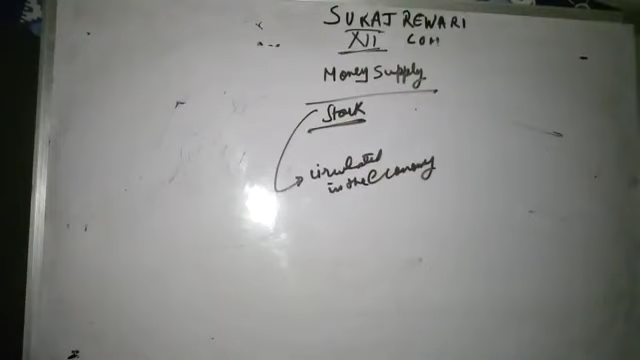 SURAJ REWARI
XII COM
Money Supply
Stock
circulated
in the Economy